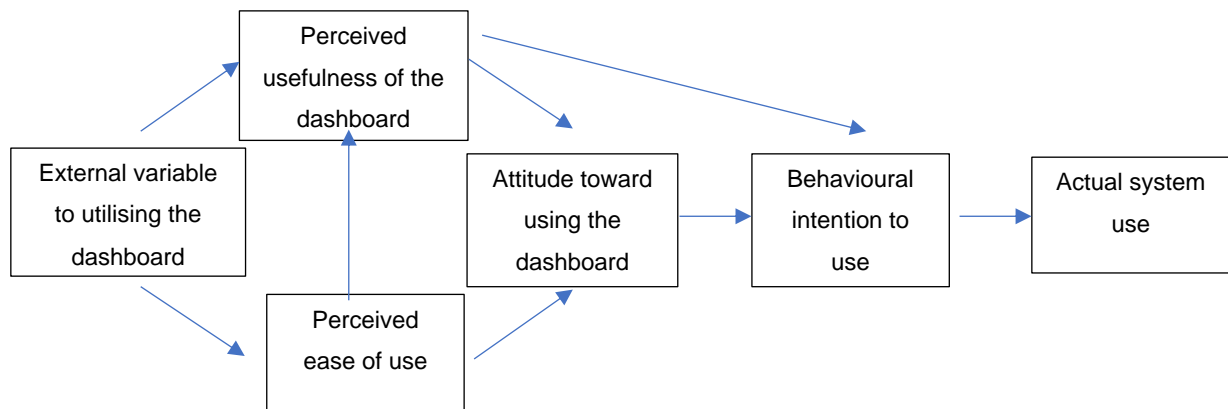 Perceived
usefulness of the
dashboard
External variable
to utilising the
dashboard
Attitude toward
using the
dashboard
Behavioural
intention to
use
Actual system
use
Perceived
ease of use